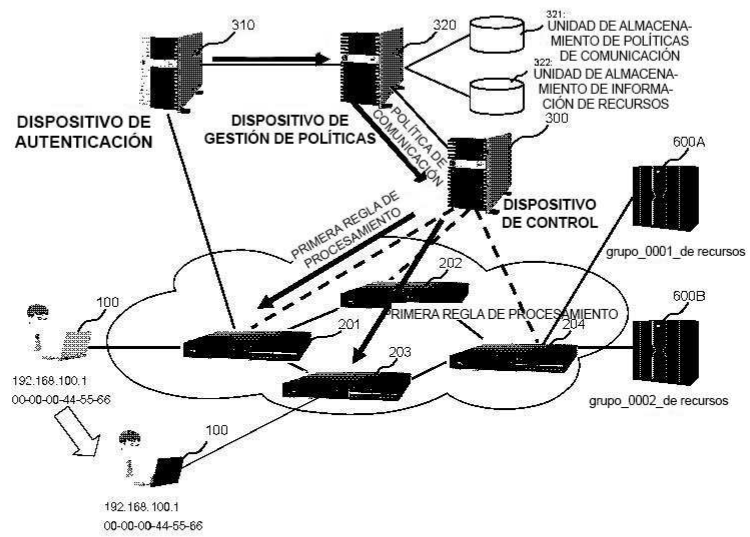 310
320
321:
UNIDAD DE ALMACENA-
MIENTO DE POLÍTICAS
DE COMUNICACIÓN
322:
UNIDAD DE ALMACENA-
MIENTO DE INFORMA-
CIÓN DE RECURSOS
DISPOSITIVO DE
AUTENTICACIÓN
DISPOSITIVO DE
GESTIÓN DE POLÍTICAS
POLÍTICA DE
COMUNICACIÓN
300
600A
DISPOSITIVO
DE CONTROL
PRIMERA REGLA DE
PROCESAMIENTO
grupo_0001_de recursos
202
PRIMERA REGLA DE PROCESAMIENTO
600B
100
201
204
203
192.168.100.1
00-00-00-44-55-66
grupo_0002_de recursos
100
192.168.100.1
00-00-00-44-55-66